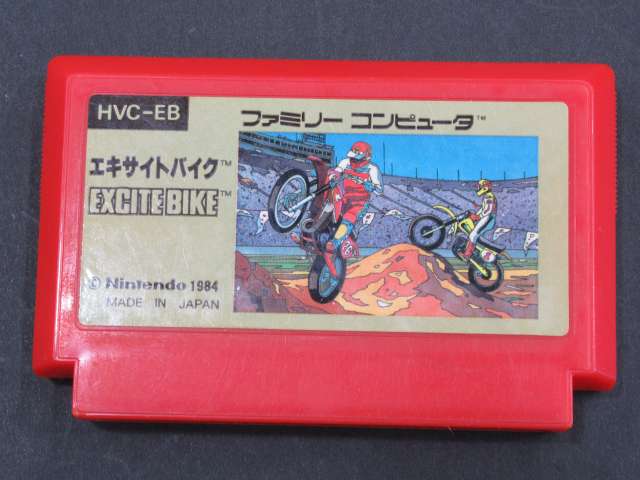 HVC-EB
ファミリー コンピュータ™
エキサイトバイク™
EXCITE BIKE™
© Nintendo 1984
MADE IN JAPAN